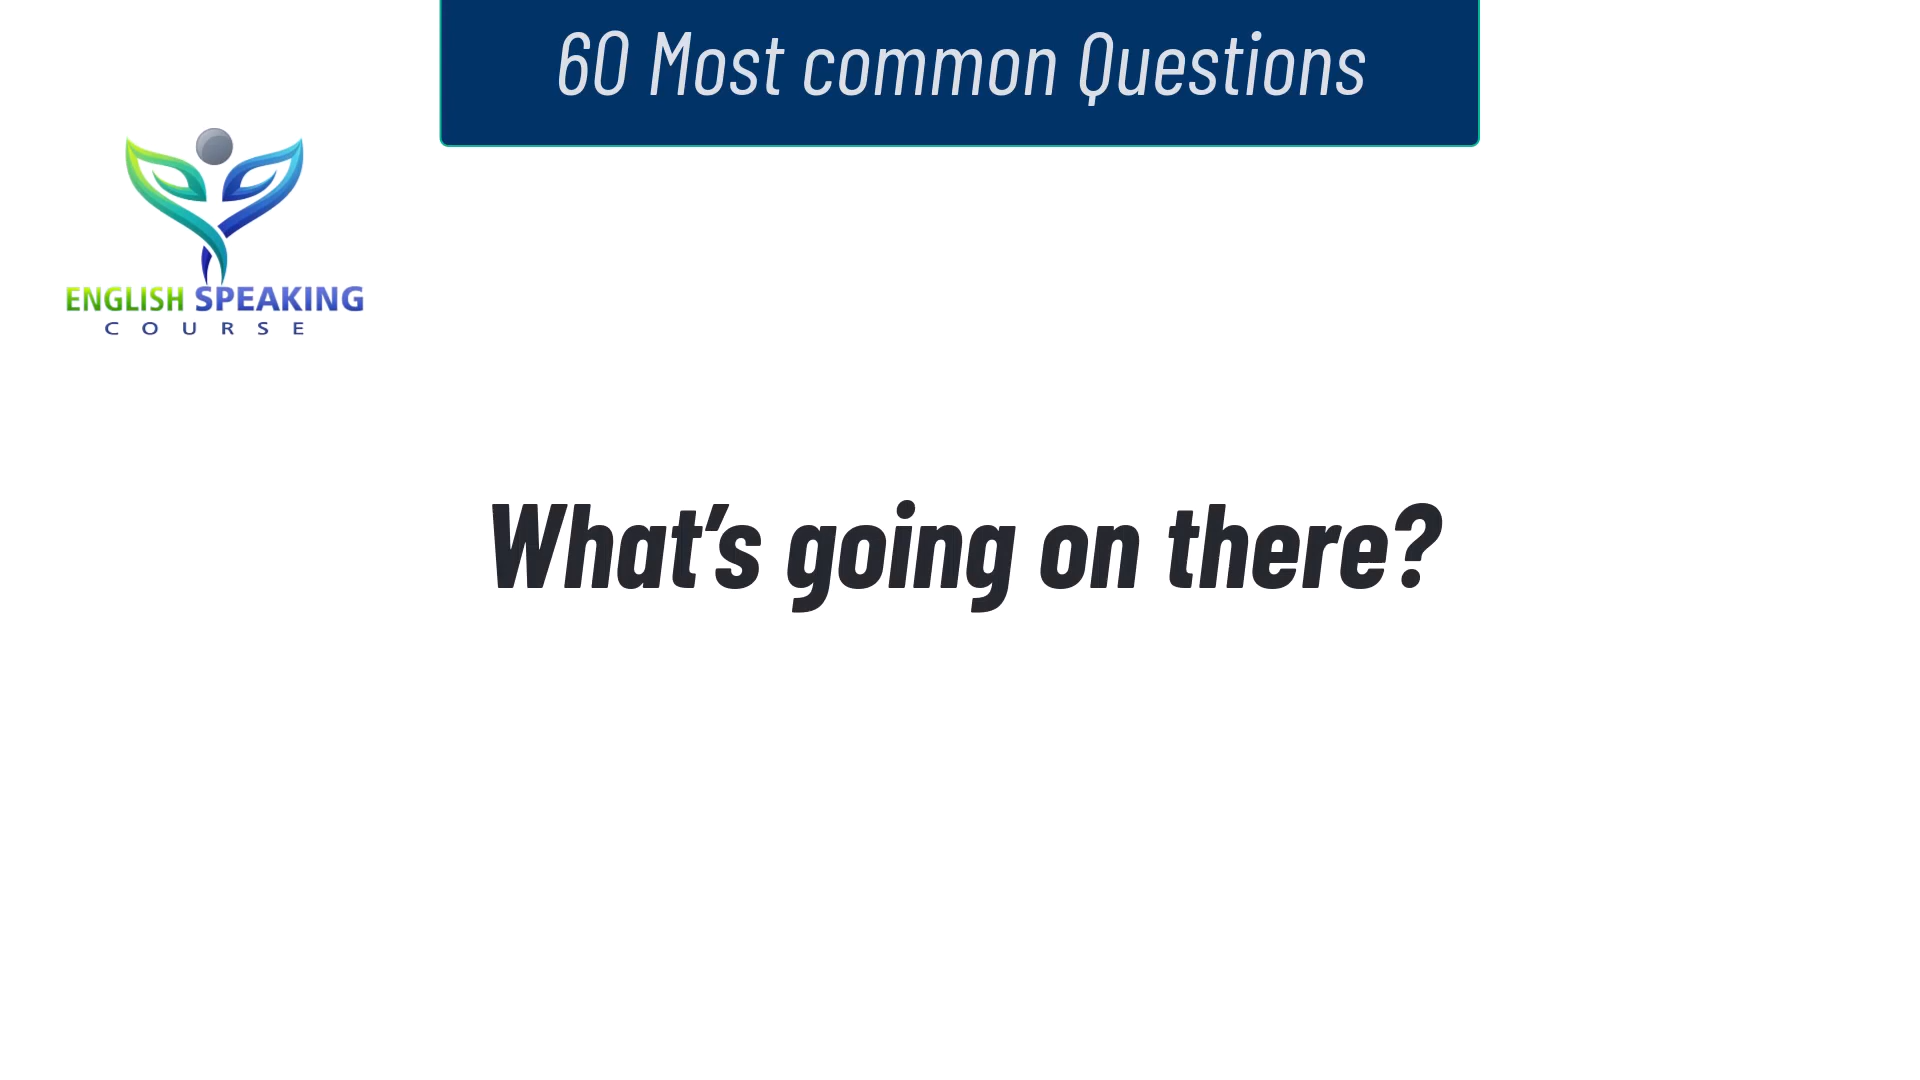 60 Most common Questions
ENGLISH SPEAKING
COURSE
What's going on there?